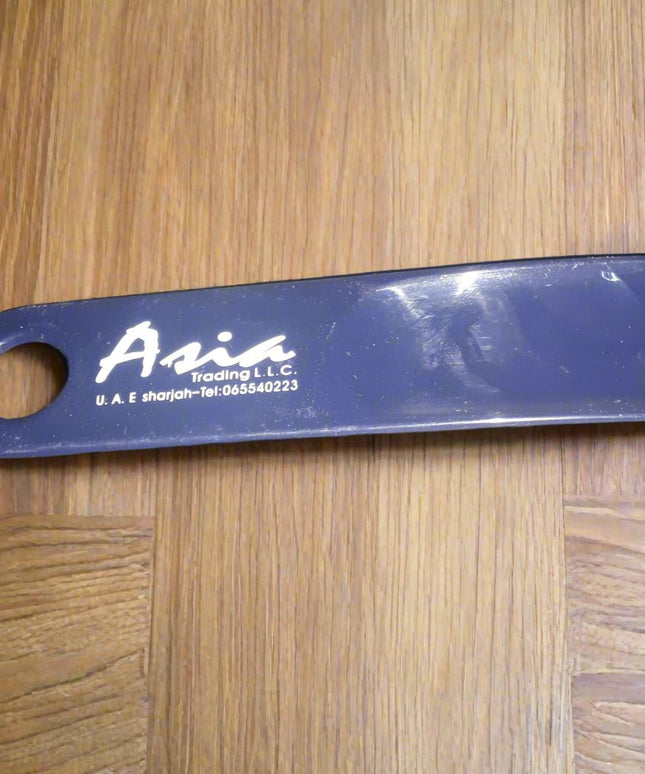 Asia
Trading L.L.C.
U. A. E sharjah-Tel:065540223